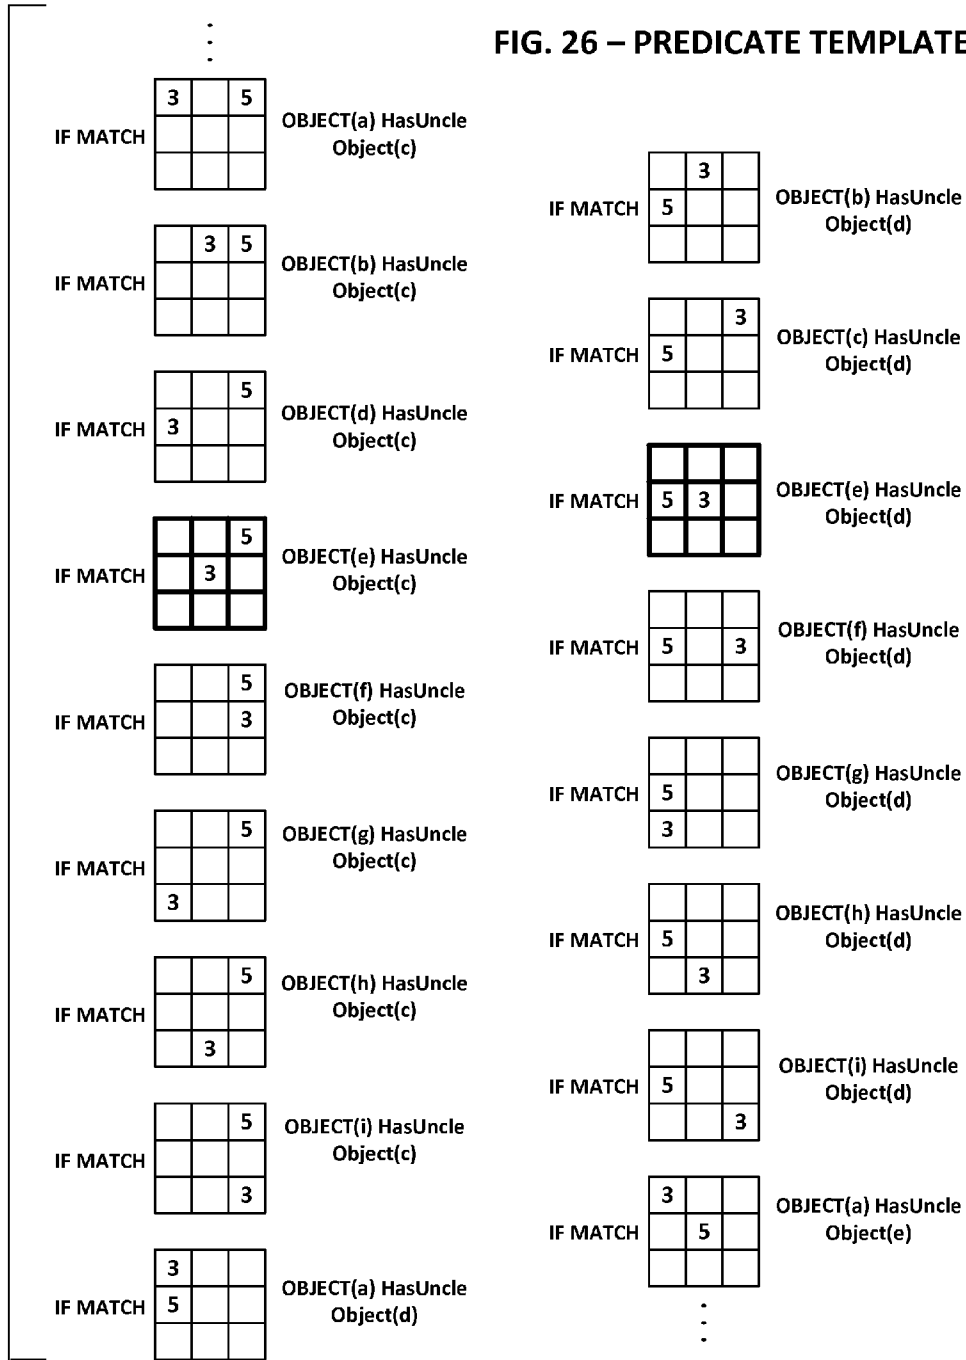 FIG. 26 – PREDICATE TEMPLATE
3 5
IF MATCH
OBJECT(a) HasUncle
Object(c)
3 5
IF MATCH
OBJECT(b) HasUncle
Object(c)
5
IF MATCH
3
OBJECT(d) HasUncle
Object(c)
5
IF MATCH
3
OBJECT(e) HasUncle
Object(c)
5
IF MATCH
3
OBJECT(f) HasUncle
Object(c)
5
IF MATCH
3
OBJECT(g) HasUncle
Object(c)
5
IF MATCH
3
OBJECT(h) HasUncle
Object(c)
5
IF MATCH
3
OBJECT(i) HasUncle
Object(c)
3
IF MATCH
5
OBJECT(a) HasUncle
Object(d)
3
IF MATCH
5
OBJECT(b) HasUncle
Object(d)
3
IF MATCH
5
OBJECT(c) HasUncle
Object(d)
IF MATCH
5 3
OBJECT(e) HasUncle
Object(d)
IF MATCH
5 3
OBJECT(f) HasUncle
Object(d)
IF MATCH
5
3
OBJECT(g) HasUncle
Object(d)
IF MATCH
5
3
OBJECT(h) HasUncle
Object(d)
IF MATCH
5
3
OBJECT(i) HasUncle
Object(d)
3
IF MATCH
5
OBJECT(a) HasUncle
Object(e)